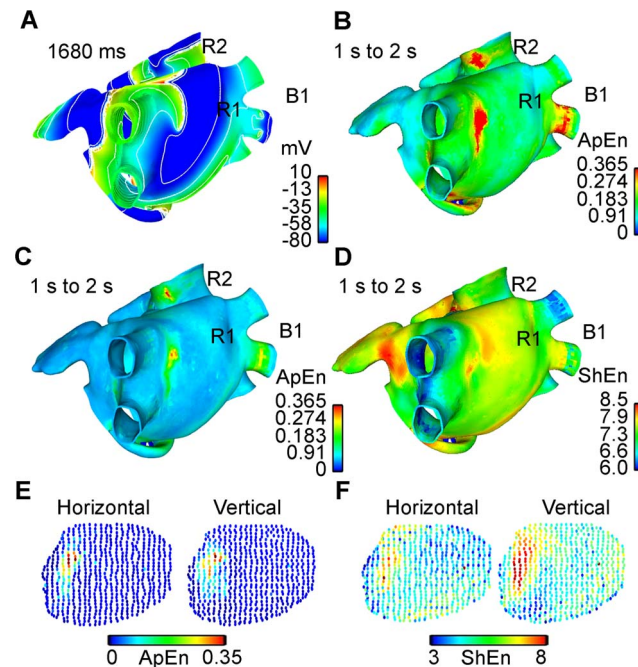 A
1680 ms
R2
R1
B1
mV
10
-13
-35
-58
-80
B
1 s to 2 s
R2
R1
B1
ApEn
0.365
0.274
0.183
0.91
0
C
1 s to 2 s
R2
R1
B1
ApEn
0.365
0.274
0.183
0.91
0
D
1 s to 2 s
R2
R1
B1
ShEn
8.5
7.9
7.3
6.6
6.0
E
Horizontal Vertical
0 ApEn 0.35
F
Horizontal Vertical
3 ShEn 8